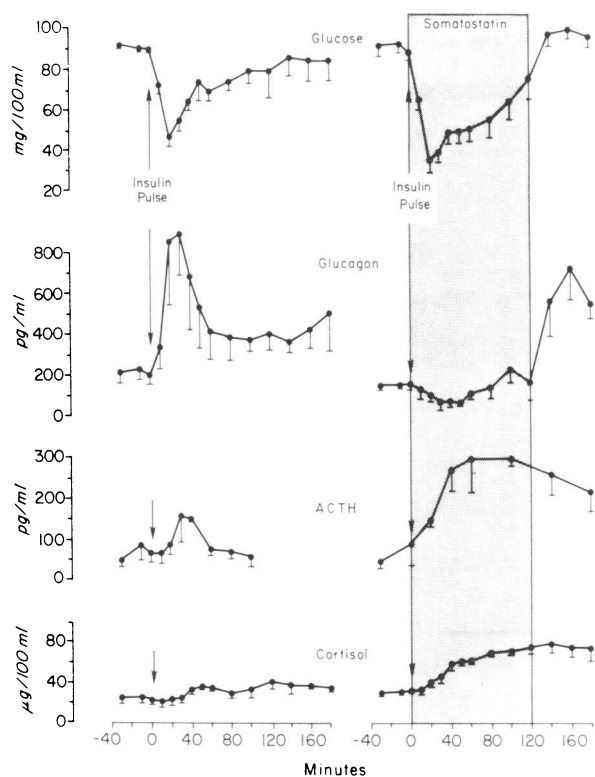 Somatostatin
Glucose
mg/100ml
100
80
60
40
20
Insulin
Pulse
Insulin
Pulse
Glucagon
pg/ml
800
600
400
200
0
ACTH
pg/ml
300
200
100
0
Cortisol
µg/100ml
80
40
0
-40 0 40 80 120 160
-40 0 40 80 120 160
Minutes